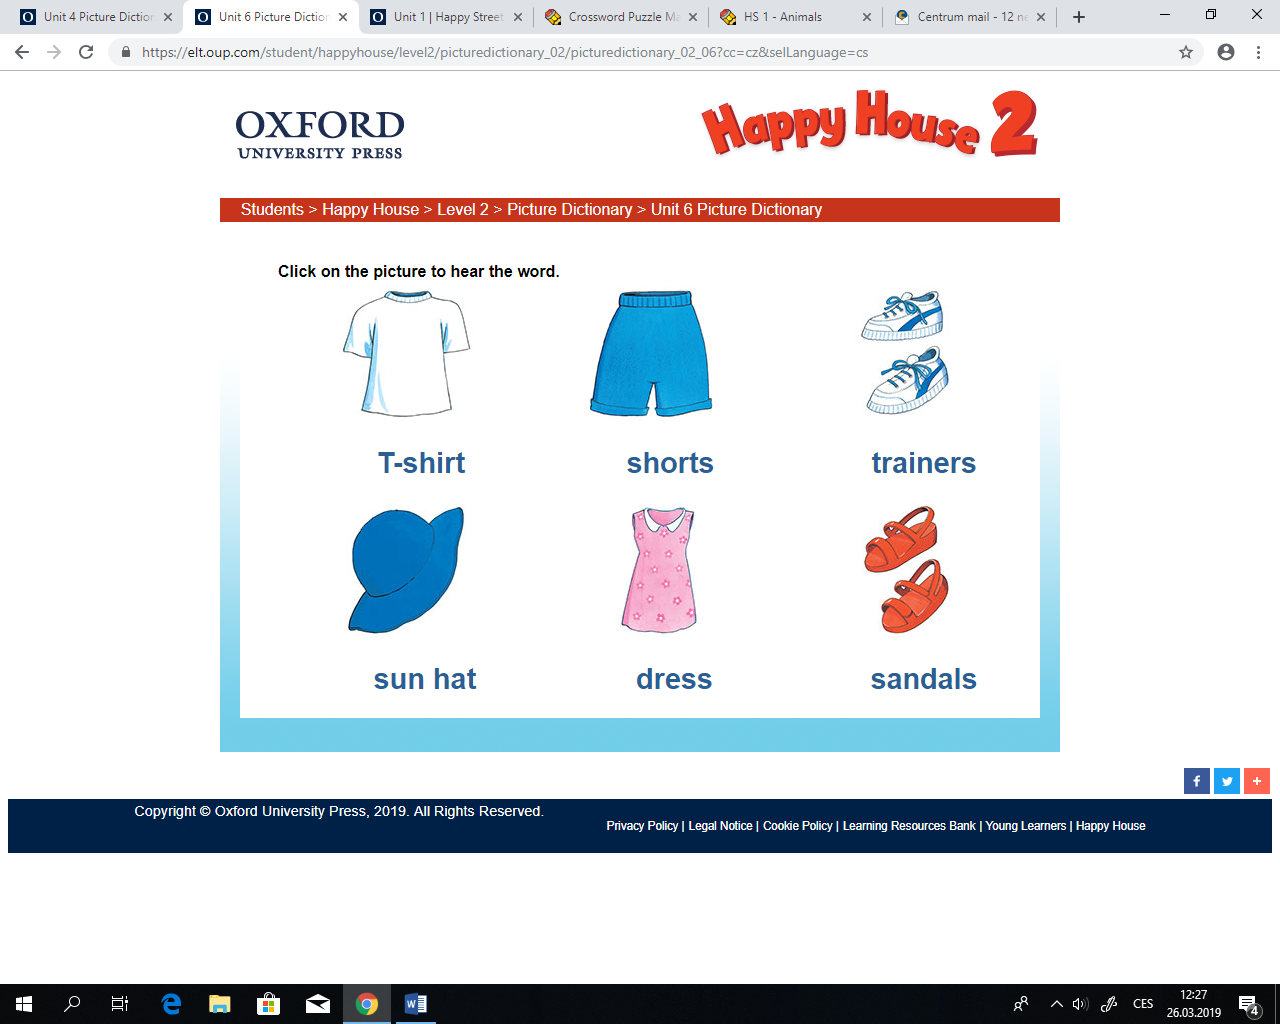 Unit 4 Picture Diction
Unit 6 Picture Diction
Unit 1 | Happy Street
Crossword Puzzle Ma
HS 1 - Animals
Centrum mail - 12 ne
https://elt.oup.com/student/happyhouse/level2/picturedictionary_02/picturedictionary_02_06?cc=cz&selLanguage=cs
OXFORD
UNIVERSITY PRESS
Happy House 2
Students > Happy House > Level 2 > Picture Dictionary > Unit 6 Picture Dictionary
Click on the picture to hear the word.
T-shirt
shorts
trainers
sun hat
dress
sandals
Copyright © Oxford University Press, 2019. All Rights Reserved.
Privacy Policy | Legal Notice | Cookie Policy | Learning Resources Bank | Young Learners | Happy House
CES
12:27
26.03.2019
4